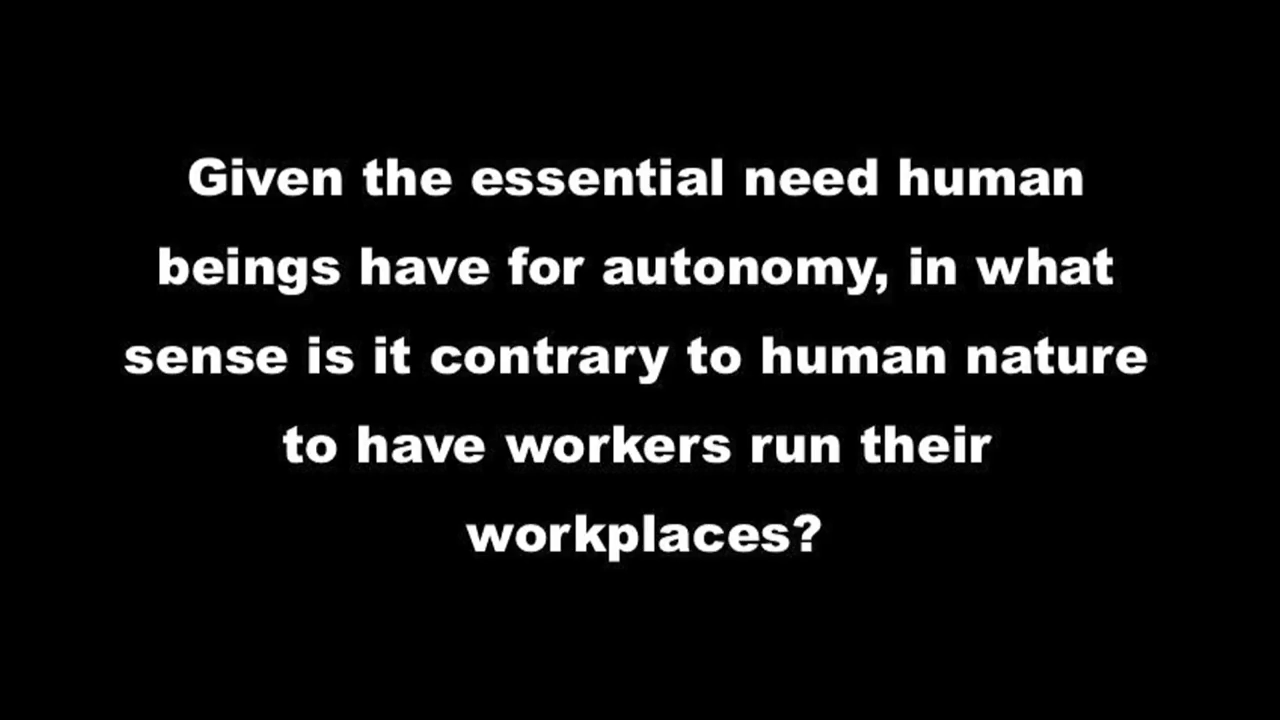 Given the essential need human
beings have for autonomy, in what
sense is it contrary to human nature
to have workers run their
workplaces?